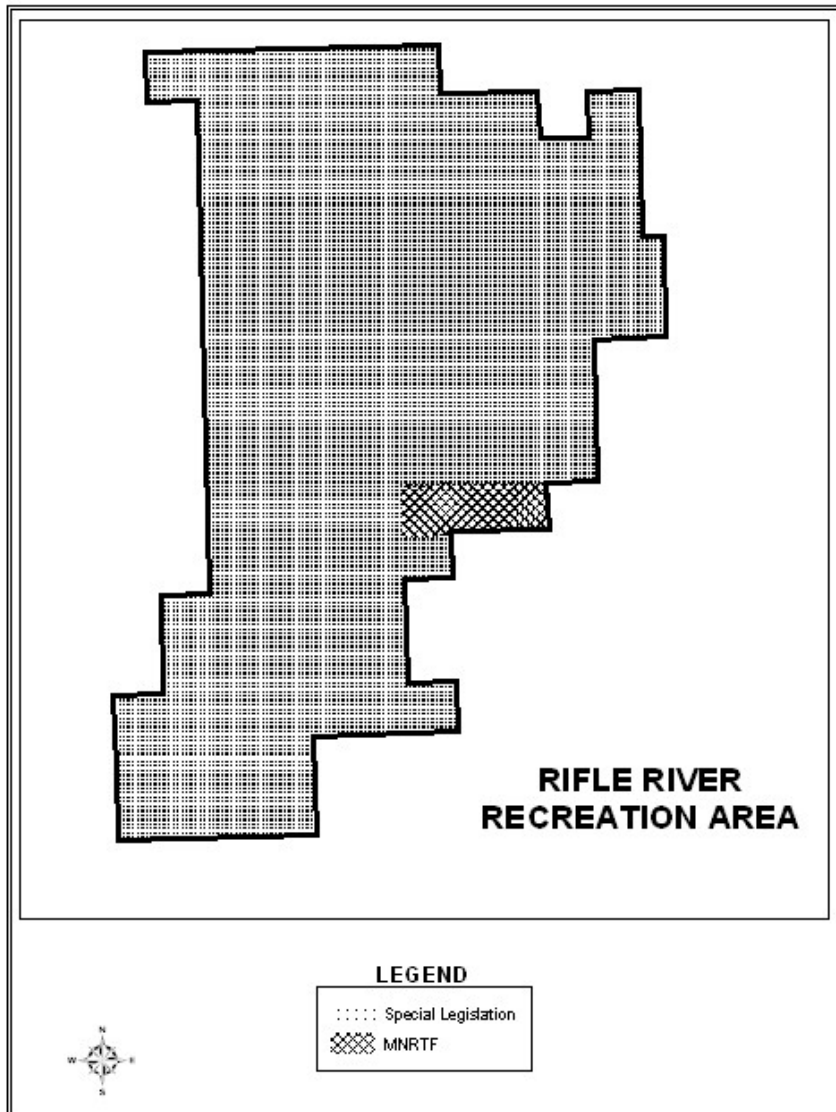 RIFLE RIVER
RECREATION AREA
LEGEND
Special Legislation
MNRTF
N
W E
S